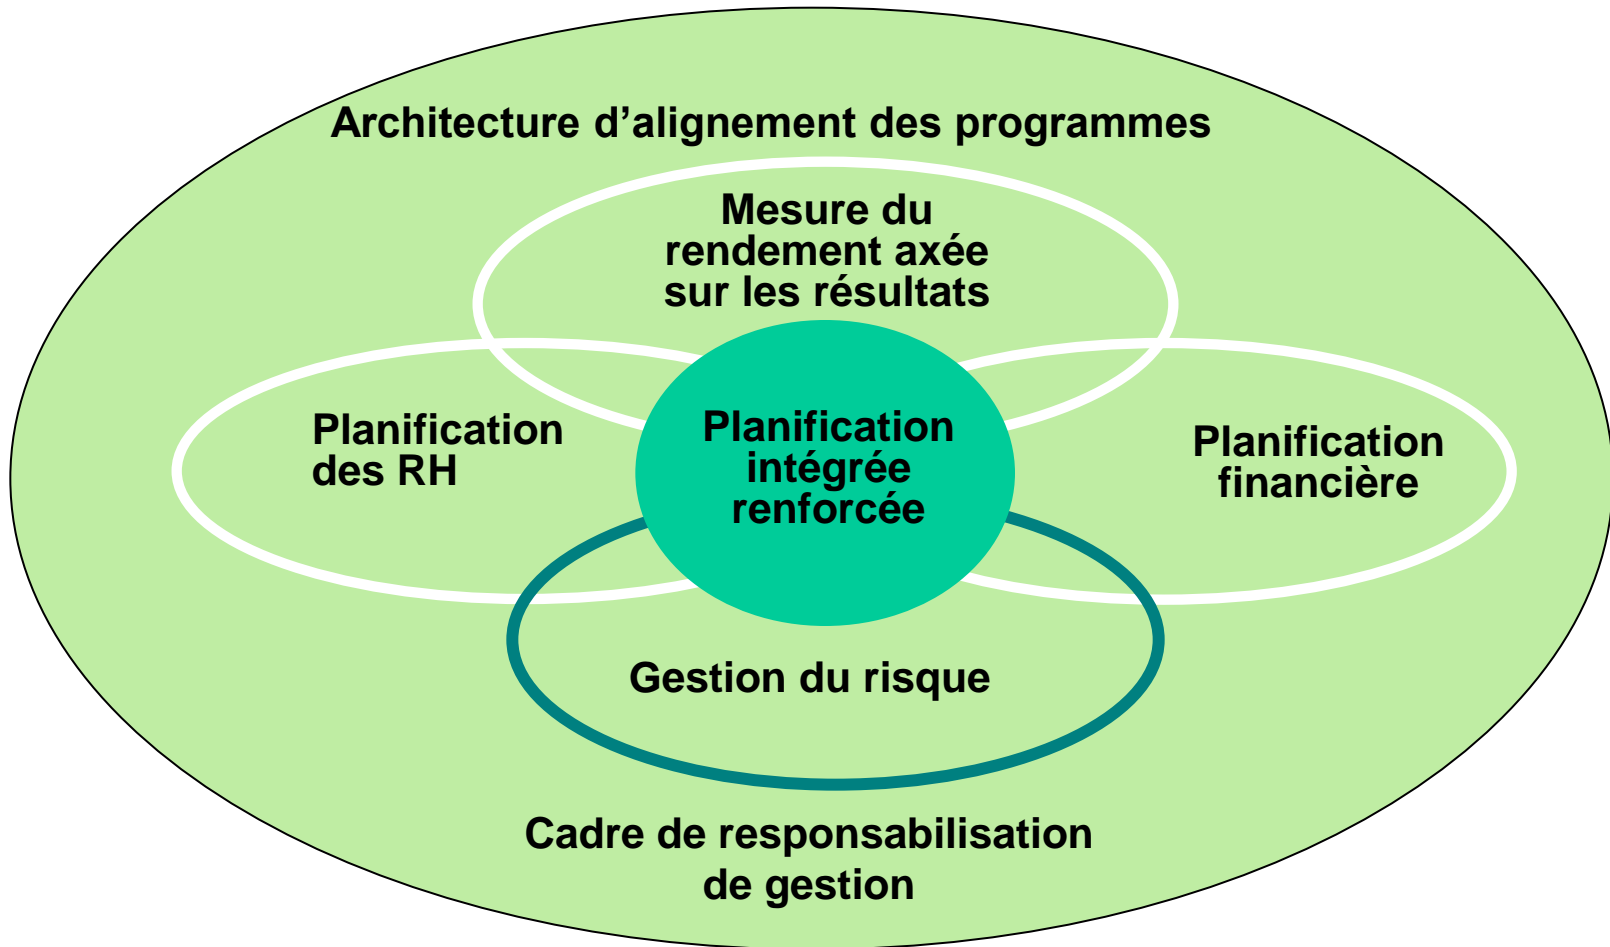 Architecture d’alignement des programmes
Mesure du
rendement axée
sur les résultats
Planification
des RH
Planification
intégrée
renforcée
Planification
financière
Gestion du risque
Cadre de responsabilisation
de gestion